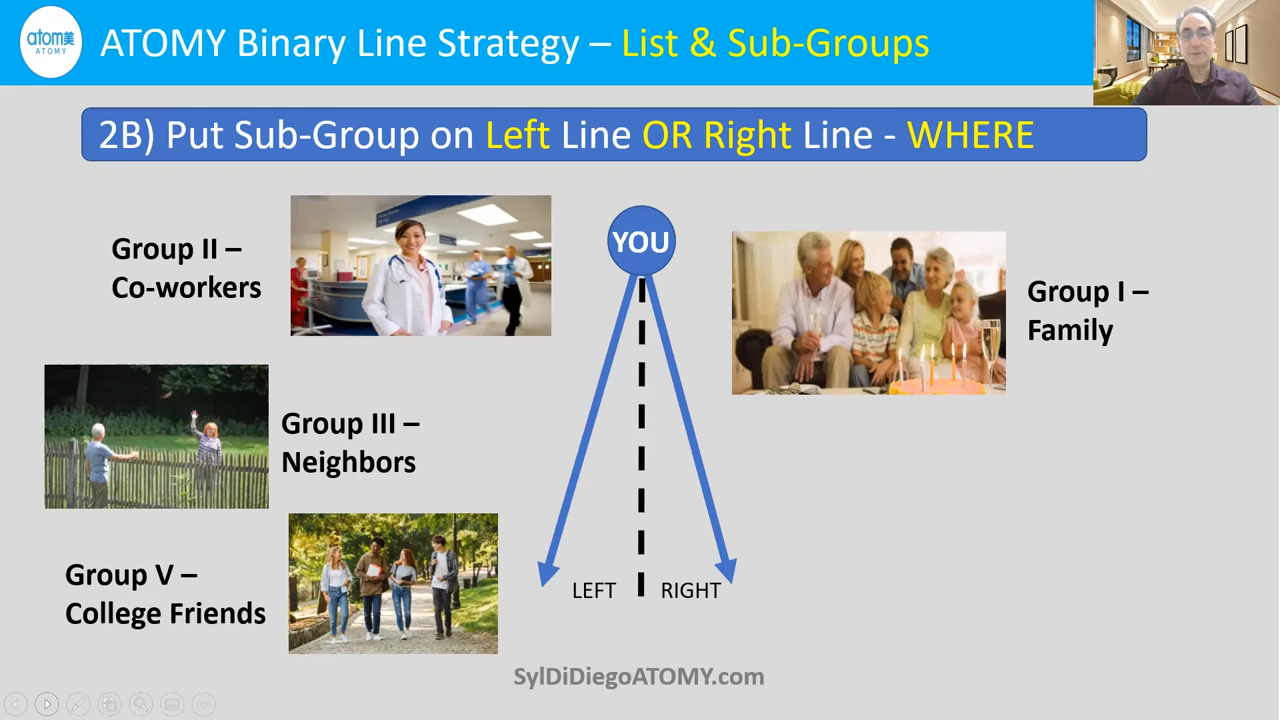 atom美
ATOMY
ATOMY Binary Line Strategy – List & Sub-Groups
2B) Put Sub-Group on Left Line OR Right Line - WHERE
Group II –
Co-workers
YOU
Group I –
Family
Group III –
Neighbors
Group V –
College Friends
LEFT
RIGHT
SylDiDiegoATOMY.com